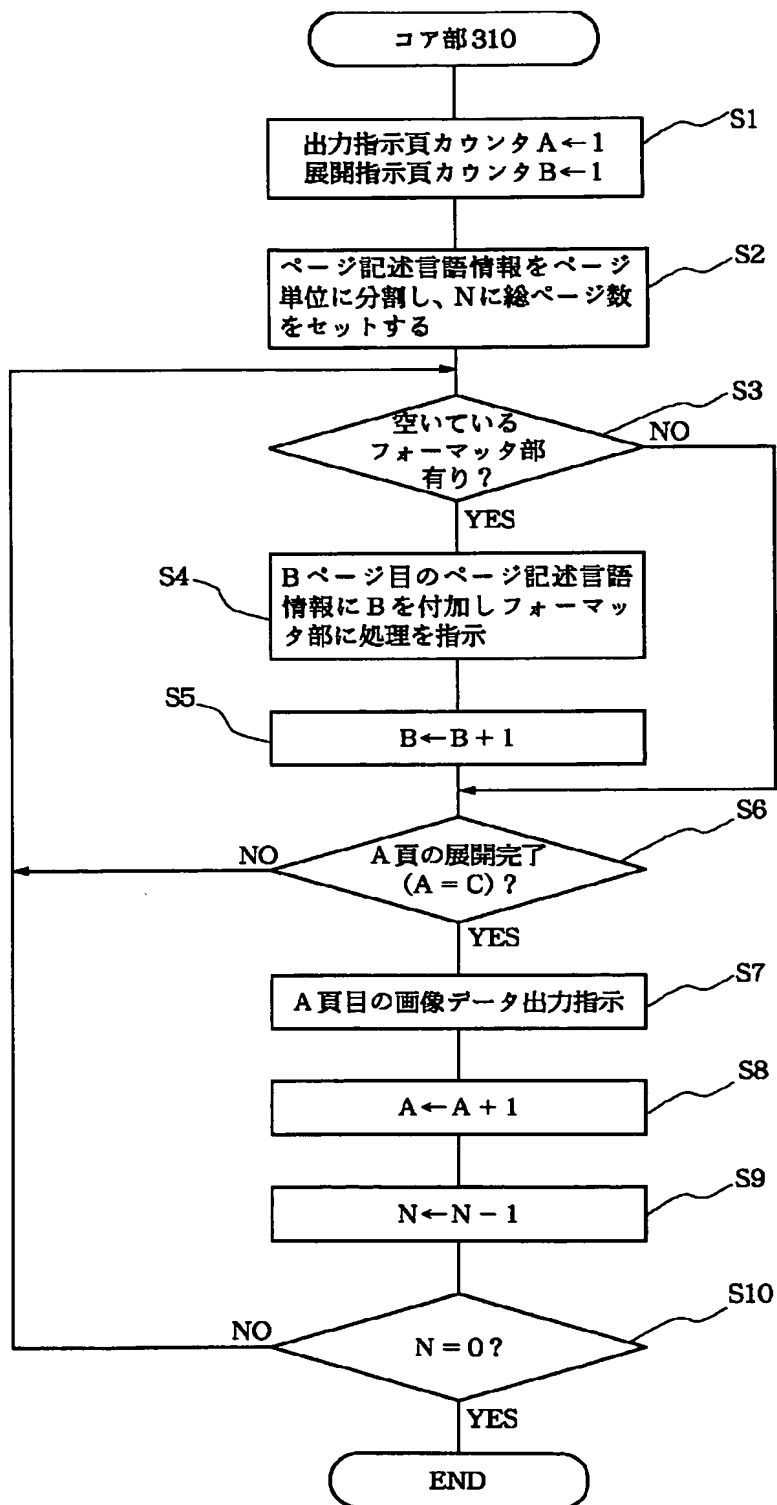 コア部310
S1
出力指示頁カウンタA←1
展開指示頁カウンタB←1
S2
ページ記述言語情報をページ
単位に分割し、Nに総ページ数
をセットする
S3
空いている
フォーマッタ部
有り?
NO
YES
S4
Bページ目のページ記述言語
情報にBを付加しフォーマッ
タ部に処理を指示
S5
B←B+1
S6
A頁の展開完了
(A=C)?
NO
YES
S7
A頁目の画像データ出力指示
S8
A←A+1
S9
N←N-1
S10
N=0?
NO
YES
END